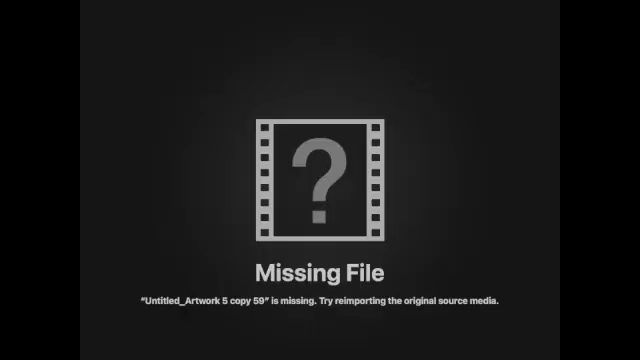 ?
Missing File
“Untitled_Artwork 5 copy 59” is missing. Try reimporting the original source media.